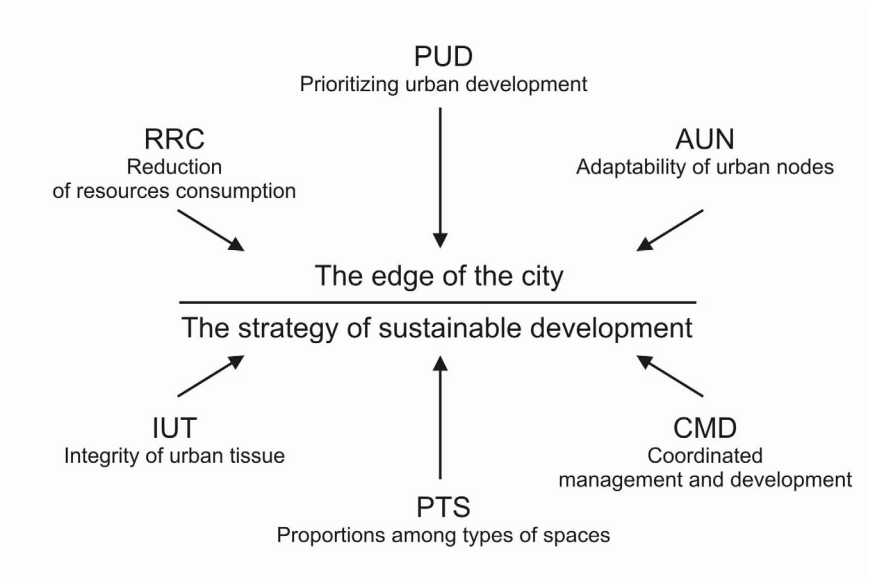 PUD
Prioritizing urban development
RRC
Reduction
of resources consumption
AUN
Adaptability of urban nodes
The edge of the city
The strategy of sustainable development
IUT
Integrity of urban tissue
CMD
Coordinated
management and development
PTS
Proportions among types of spaces